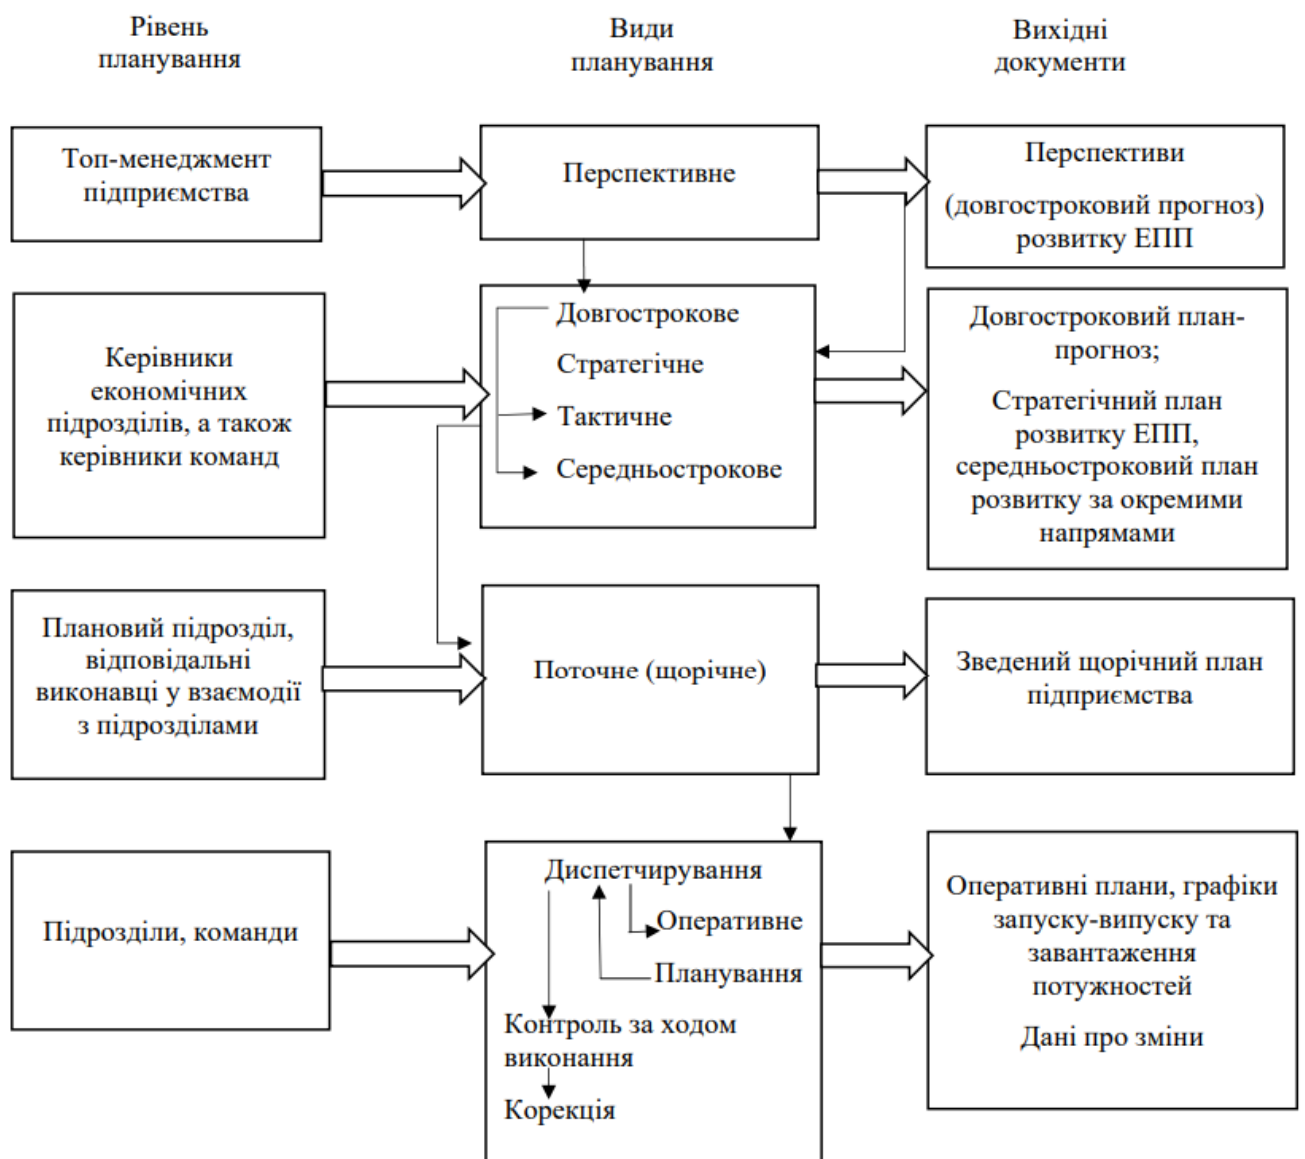 Рівень
планування
Види
планування
Вихідні
документи
Топ-менеджмент
підприємства
Перспективне
Перспективи
(довгостроковий прогноз)
розвитку ЕПП
Керівники
економічних
підрозділів, а також
керівники команд
Довгострокове
Стратегічне
Тактичне
Середньострокове
Довгостроковий план-
прогноз;
Стратегічний план
розвитку ЕПП,
середньостроковий план
розвитку за окремими
напрямами
Плановий підрозділ,
відповідальні
виконавці у взаємодії
з підрозділами
Поточне (щорічне)
Зведений щорічний план
підприємства
Підрозділи, команди
Диспетчирування
Оперативне
Планування
Контроль за ходом
виконання
Корекція
Оперативні плани, графіки
запуску-випуску та
завантаження
потужностей
Дані про зміни